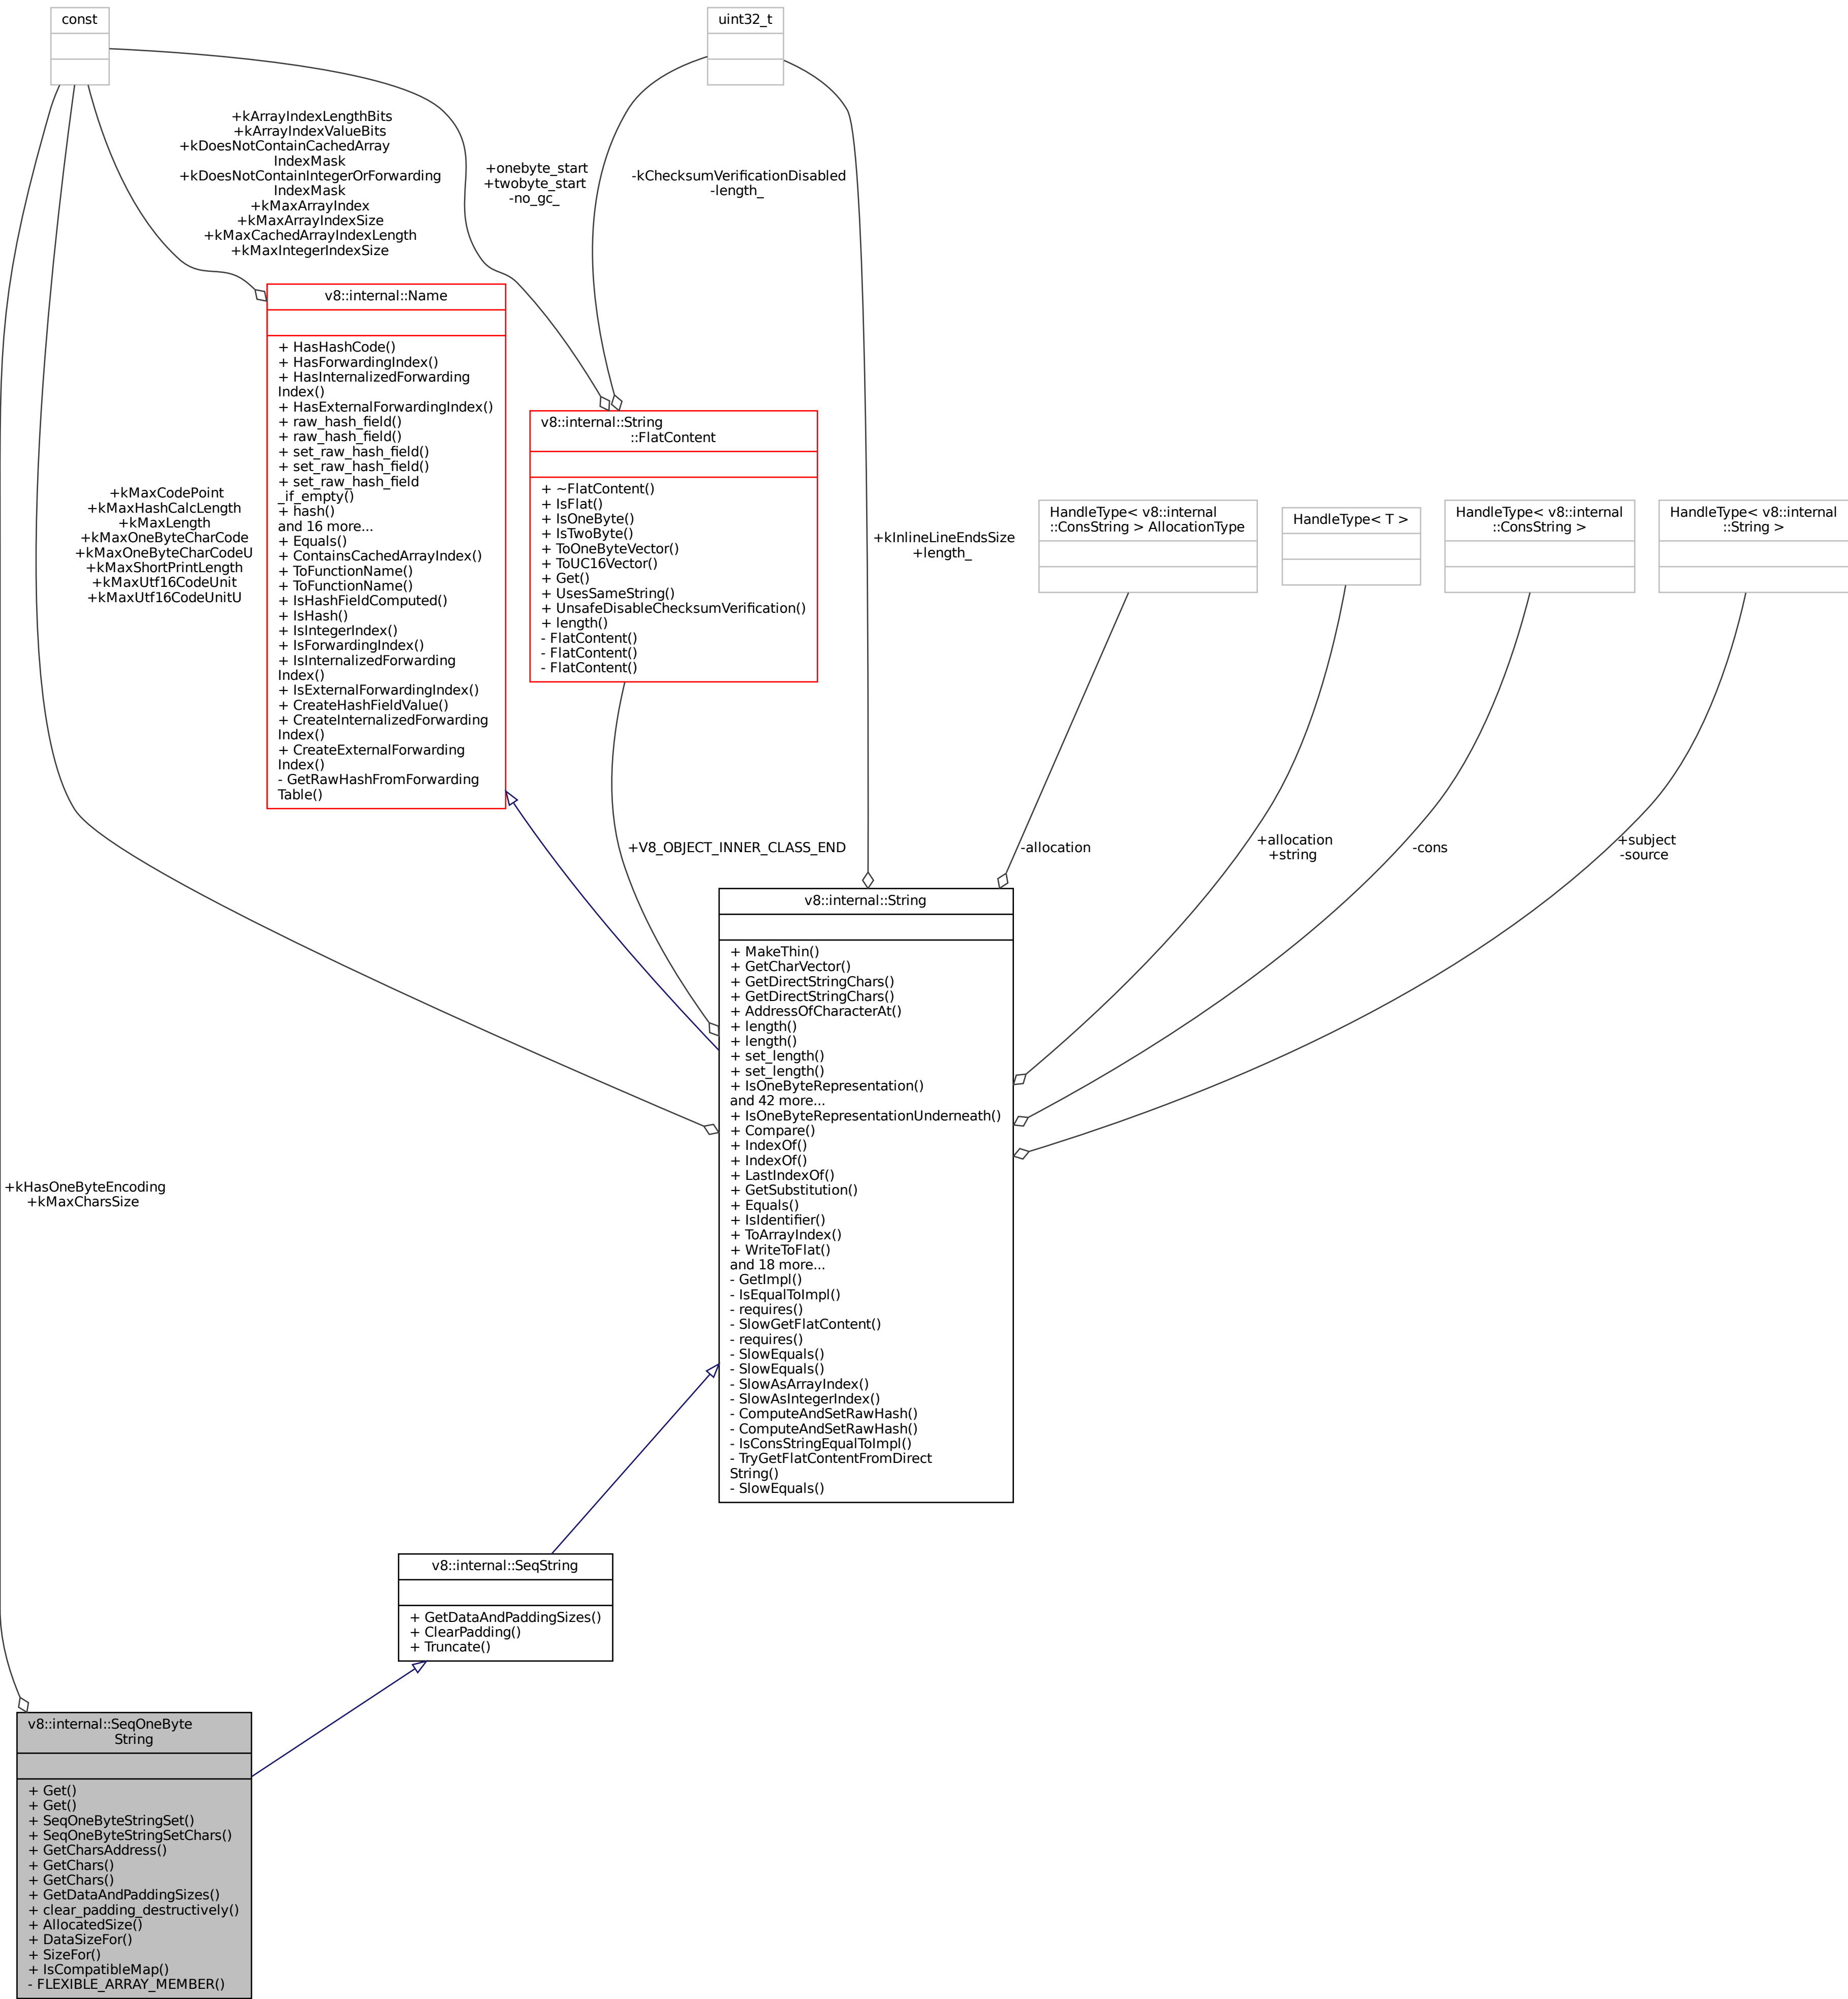 const
uint32_t
+kArrayIndexLengthBits
+kArrayIndexValueBits
+kDoesNotContainCachedArray
IndexMask
+kDoesNotContainIntegerOrForwarding
IndexMask
+kMaxArrayIndex
+kMaxArrayIndexSize
+kMaxCachedArrayIndexLength
+kMaxIntegerIndexSize
+onebyte_start
+twobyte_start
-no_gc_
-kChecksumVerificationDisabled
-length_
v8::internal::Name
+ HasHashCode()
+ HasForwardingIndex()
+ HasInternalizedForwarding
Index()
+ HasExternalForwardingIndex()
+ raw_hash_field()
+ raw_hash_field()
+ set_raw_hash_field()
+ set_raw_hash_field()
+ set_raw_hash_field
_if_empty()
+ hash()
and 16 more...
+ Equals()
+ ContainsCachedArrayIndex()
+ ToFunctionName()
+ ToFunctionName()
+ IsHashFieldComputed()
+ IsHash()
+ IsIntegerIndex()
+ IsForwardingIndex()
+ IsInternalizedForwarding
Index()
+ IsExternalForwardingIndex()
+ CreateHashFieldValue()
+ CreateInternalizedForwarding
Index()
+ CreateExternalForwarding
Index()
- GetRawHashFromForwarding
Table()
v8::internal::String
::FlatContent
+ ~FlatContent()
+ IsFlat()
+ IsOneByte()
+ IsTwoByte()
+ ToOneByteVector()
+ ToUC16Vector()
+ Get()
+ UsesSameString()
+ UnsafeDisableChecksumVerification()
+ length()
- FlatContent()
- FlatContent()
- FlatContent()
+kMaxCodePoint
+kMaxHashCalcLength
+kMaxLength
+kMaxOneByteCharCode
+kMaxOneByteCharCodeU
+kMaxShortPrintLength
+kMaxUtf16CodeUnit
+kMaxUtf16CodeUnitU
+kInlineLineEndsSize
+length_
HandleType< v8::internal
::ConsString > AllocationType
HandleType< T >
HandleType< v8::internal
::ConsString >
HandleType< v8::internal
::String >
+V8_OBJECT_INNER_CLASS_END
-allocation
+allocation
+string
-cons
+subject
-source
v8::internal::String
+ MakeThin()
+ GetCharVector()
+ GetDirectStringChars()
+ GetDirectStringChars()
+ AddressOfCharacterAt()
+ length()
+ length()
+ set_length()
+ set_length()
+ IsOneByteRepresentation()
and 42 more...
+ IsOneByteRepresentationUnderneath()
+ Compare()
+ IndexOf()
+ IndexOf()
+ LastIndexOf()
+ GetSubstitution()
+ Equals()
+ IsIdentifier()
+ ToArrayIndex()
+ WriteToFlat()
and 18 more...
- GetImpl()
- IsEqualToImpl()
- requires()
- SlowGetFlatContent()
- requires()
- SlowEquals()
- SlowEquals()
- SlowAsArrayIndex()
- SlowAsIntegerIndex()
- ComputeAndSetRawHash()
- ComputeAndSetRawHash()
- IsConsStringEqualToImpl()
- TryGetFlatContentFromDirect
String()
- SlowEquals()
+kHasOneByteEncoding
+kMaxCharsSize
v8::internal::SeqString
+ GetDataAndPaddingSizes()
+ ClearPadding()
+ Truncate()
v8::internal::SeqOneByte
String
+ Get()
+ Get()
+ SeqOneByteStringSet()
+ SeqOneByteStringSetChars()
+ GetCharsAddress()
+ GetChars()
+ GetChars()
+ GetDataAndPaddingSizes()
+ clear_padding_destructively()
+ AllocatedSize()
+ DataSizeFor()
+ SizeFor()
+ IsCompatibleMap()
- FLEXIBLE_ARRAY_MEMBER()